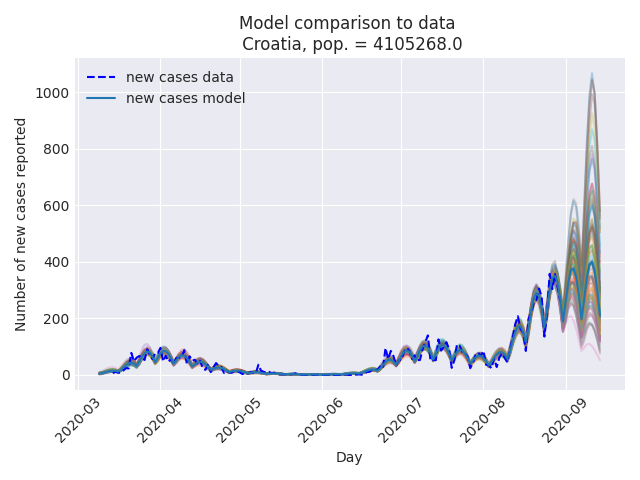 Model comparison to data
Croatia, pop. = 4105268.0
new cases data
new cases model
Number of new cases reported
1000
800
600
400
200
0
2020-03
2020-04
2020-05
2020-06
2020-07
2020-08
2020-09
Day